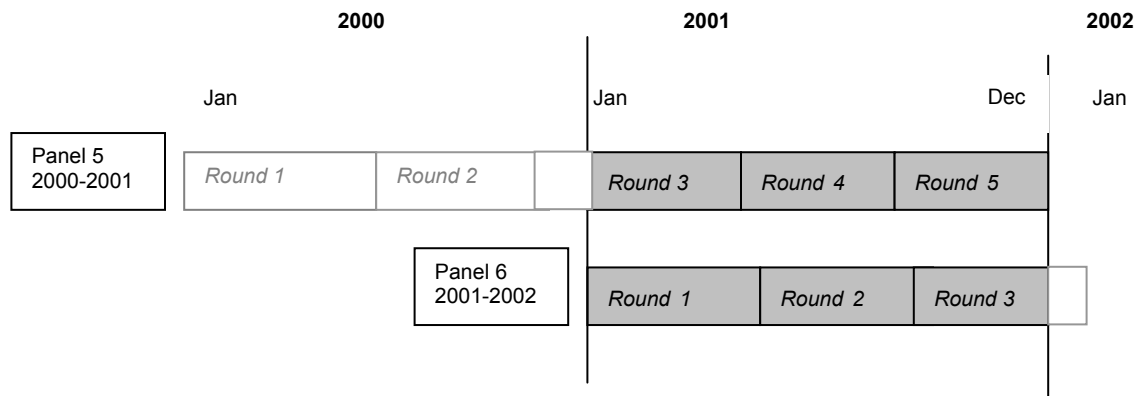 2000 2001 2002
Jan Jan Dec Jan
Panel 5
2000-2001
Round 1 Round 2 Round 3 Round 4 Round 5
Panel 6
2001-2002
Round 1 Round 2 Round 3